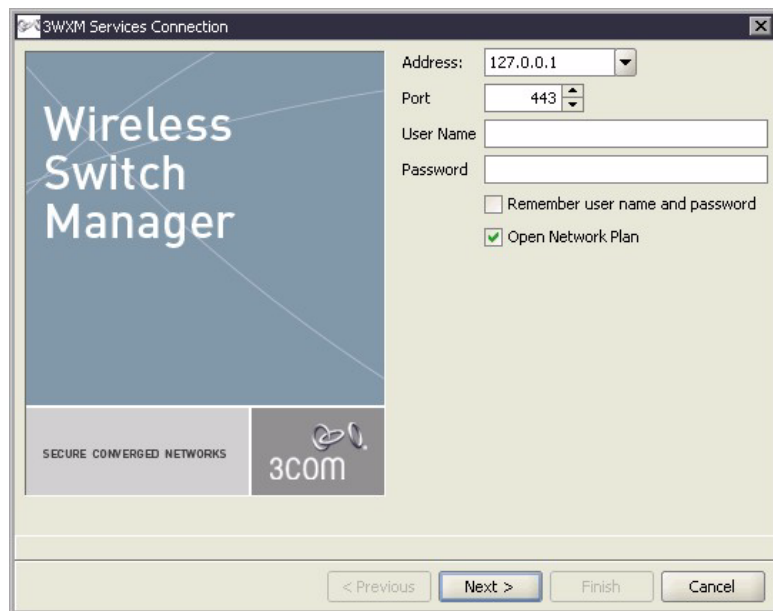 3WXM Services Connection
Wireless
Switch
Manager
SECURE CONVERGED NETWORKS
3COM
Address: 127.0.0.1
Port 443
User Name
Password
Remember user name and password
Open Network Plan
< Previous
Next >
Finish
Cancel